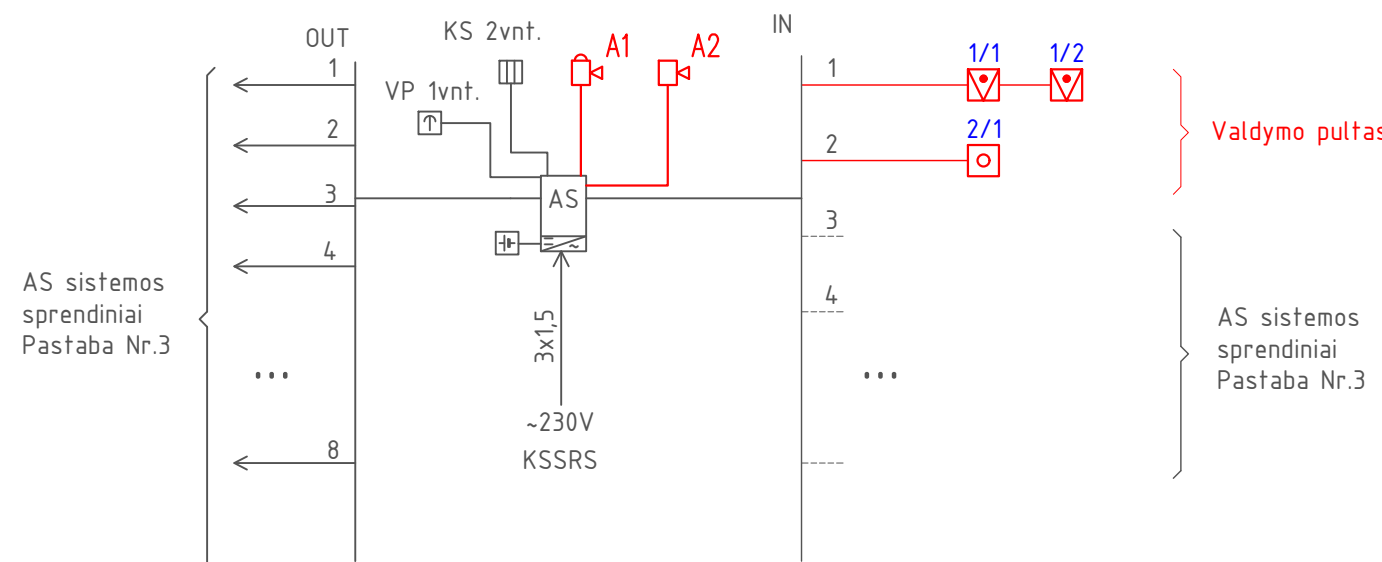 OUT
KS 2vnt.
A1
A2
IN
1
VP 1vnt.
1
1/1
1/2
2
2
2/1
Valdymo pultas
3
AS
3
4
4
AS sistemos
sprendiniai
Pastaba Nr.3
3x1,5
AS sistemos
sprendiniai
Pastaba Nr.3
...
...
~230V
KSSRS
8